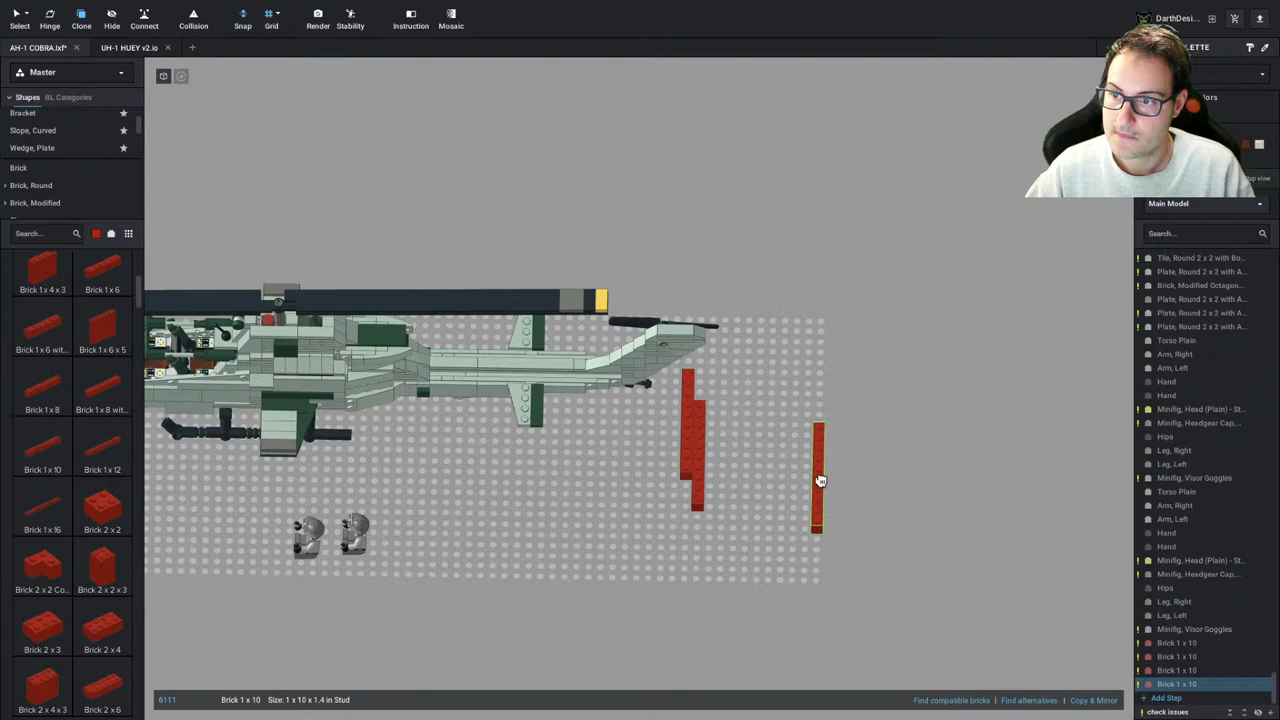 Select
Hinge
Clone
Hide
Connect
Collision
Snap
Grid
Render
Stability
Instruction
Mosaic
DarthDesi...
AH-1 COBRA.lxf*
UH-1 HUEY v2.io
Master
Shapes
BL Categories
Bracket
Slope, Curved
Wedge, Plate
Brick
Brick, Round
Brick, Modified
Search...
Brick 1 x 4 x 3
Brick 1 x 6
Brick 1 x 6 wit...
Brick 1 x 6 x 5
Brick 1 x 8
Brick 1 x 8 wit...
Brick 1 x 10
Brick 1 x 12
Brick 1 x 16
Brick 2 x 2
Brick 2 x 2 Co...
Brick 2 x 2 x 3
Brick 2 x 3
Brick 2 x 4
Brick 2 x 4 x 3
Brick 2 x 6
6111
Brick 1 x 10
Size: 1 x 10 x 1.4 in Stud
Find compatible bricks
Find alternatives
Copy & Mirror
Main Model
Search...
Tile, Round 2 x 2 with Bo...
Plate, Round 2 x 2 with A...
Brick, Modified Octagon...
Plate, Round 2 x 2 with A...
Plate, Round 2 x 2 with A...
Plate, Round 2 x 2 with A...
Torso Plain
Arm, Right
Arm, Left
Hand
Hand
Minifig, Head (Plain) - St...
Minifig, Headgear Cap,...
Hips
Leg, Right
Leg, Left
Minifig, Visor Goggles
Torso Plain
Arm, Right
Arm, Left
Hand
Hand
Minifig, Head (Plain) - St...
Minifig, Headgear Cap,...
Hips
Leg, Right
Leg, Left
Minifig, Visor Goggles
Brick 1 x 10
Brick 1 x 10
Brick 1 x 10
Brick 1 x 10
Add Step
check issues